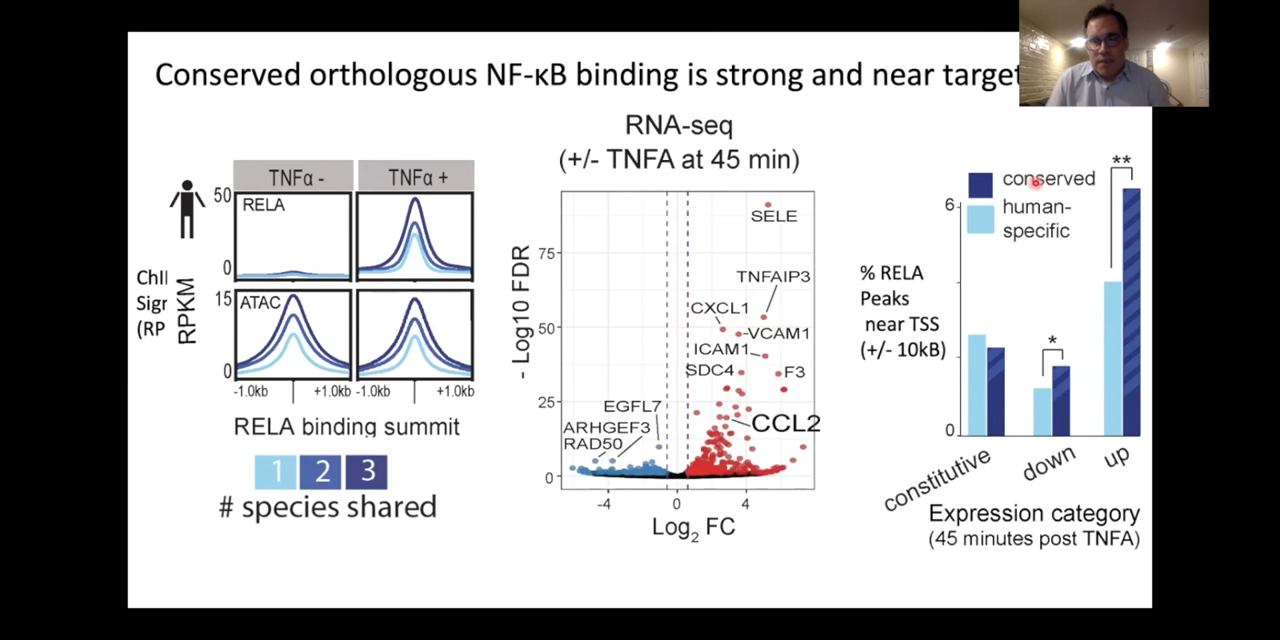 Conserved orthologous NF-κB binding is strong and near target
TNFα -
TNFα +
50
RELA
0
ChI
Sign
(RP
RPKM
15
ATAC
0
-1.0kb
+1.0kb
-1.0kb
+1.0kb
RELA binding summit
1
2
3
# species shared
RNA-seq
(+/- TNFA at 45 min)
- Log10 FDR
75
50
25
0
SELE
TNFAIP3
CXCL1
VCAM1
ICAM1
SDC4
F3
EGFL7
CCL2
ARHGEF3
RAD50
-4
0
4
Log2 FC
conserved
human-
specific
**
*
6
0
% RELA
Peaks
near TSS
(+/- 10kB)
constitutive
down
up
Expression category
(45 minutes post TNFA)